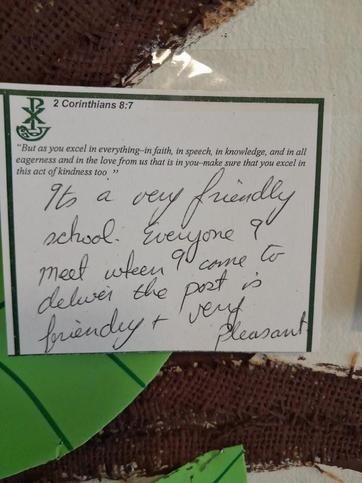 2 Corinthians 8:7
"But as you excel in everything–in faith, in speech, in knowledge, and in all
eagerness and in the love from us that is in you–make sure that you excel in
this act of kindness too."
Its a very friendly
school. Everyone I
meet when I come to
deliver the post is
friendly + very
pleasant